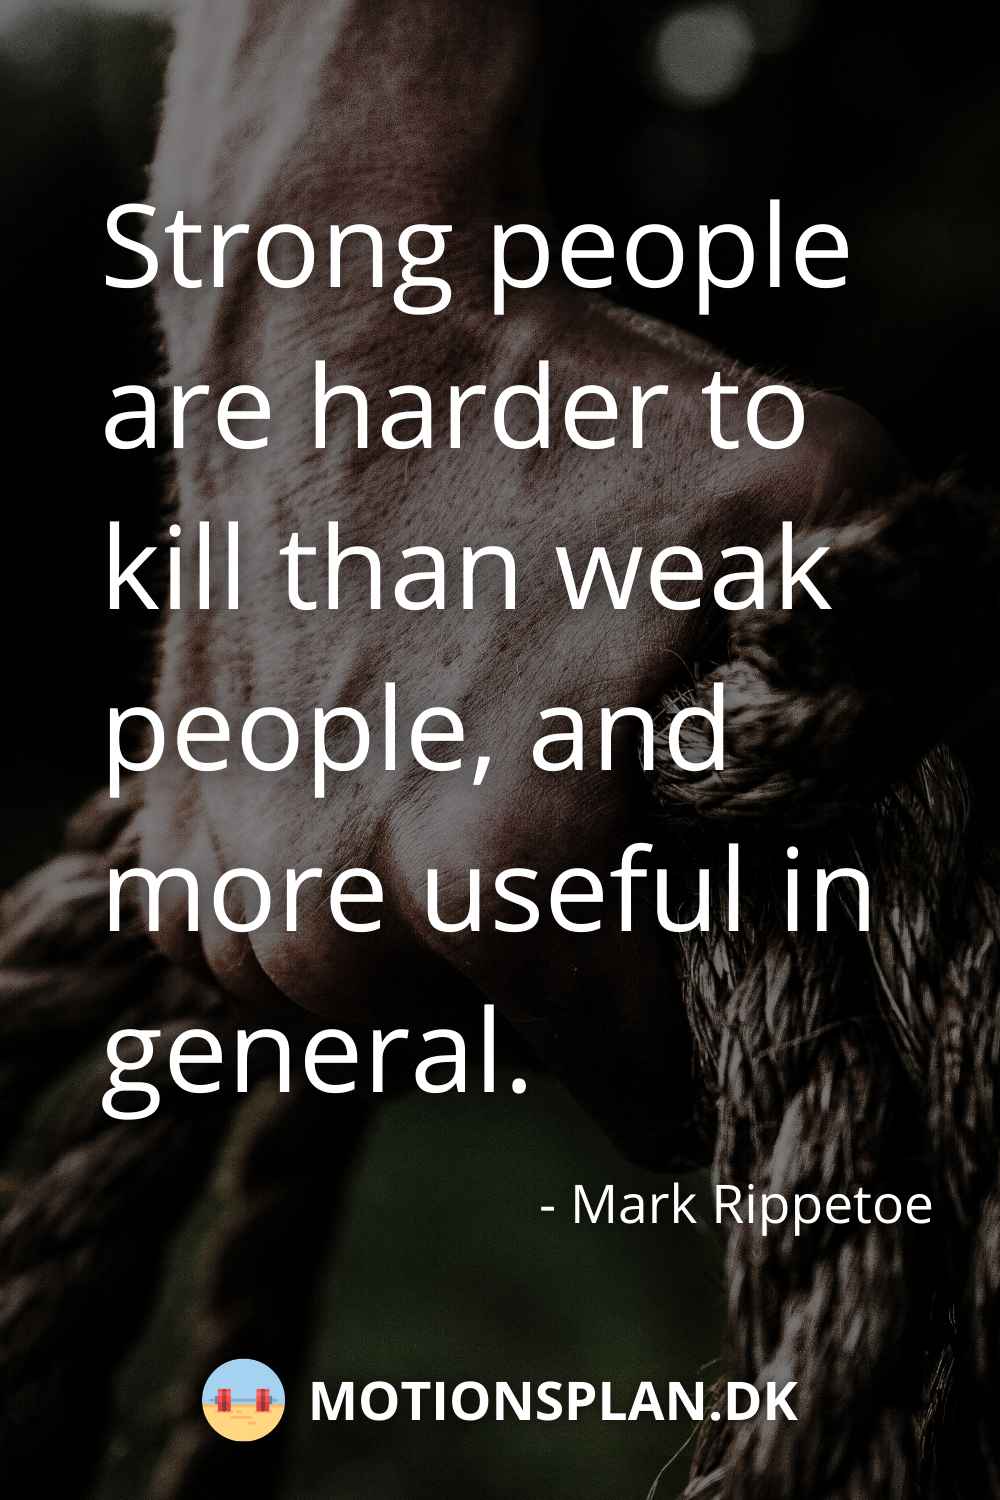 Strong people
are harder to
kill than weak
people, and
more useful in
general.
- Mark Rippetoe
MOTIONSPLAN.DK